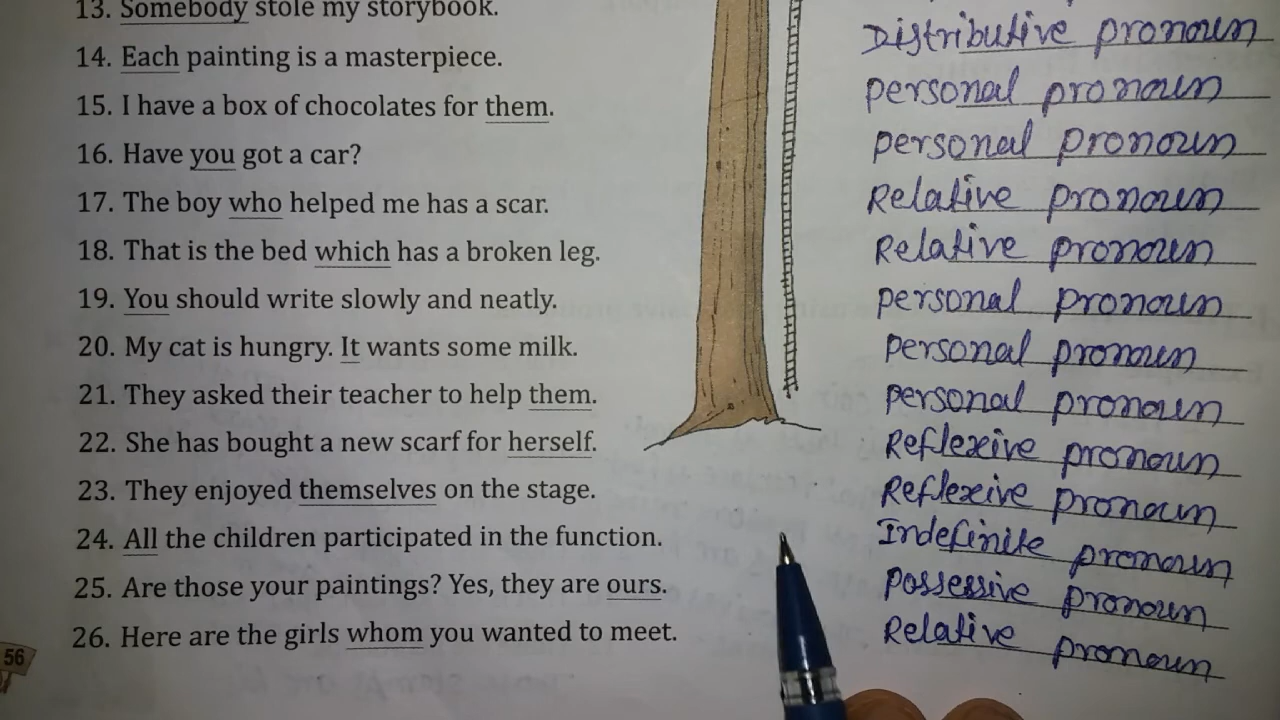 13. Somebody stole my storybook.
Distributive pronoun
14. Each painting is a masterpiece.
personal pronoun
15. I have a box of chocolates for them.
personal pronoun
16. Have you got a car?
Relative pronoun
17. The boy who helped me has a scar.
Relative pronoun
18. That is the bed which has a broken leg.
personal pronoun
19. You should write slowly and neatly.
personal pronoun
20. My cat is hungry. It wants some milk.
personal pronoun
21. They asked their teacher to help them.
Reflexive pronoun
22. She has bought a new scarf for herself.
Reflexive pronoun
23. They enjoyed themselves on the stage.
Indefinite pronoun
24. All the children participated in the function.
Possessive pronoun
25. Are those your paintings? Yes, they are ours.
Relative pronoun
26. Here are the girls whom you wanted to meet.
56